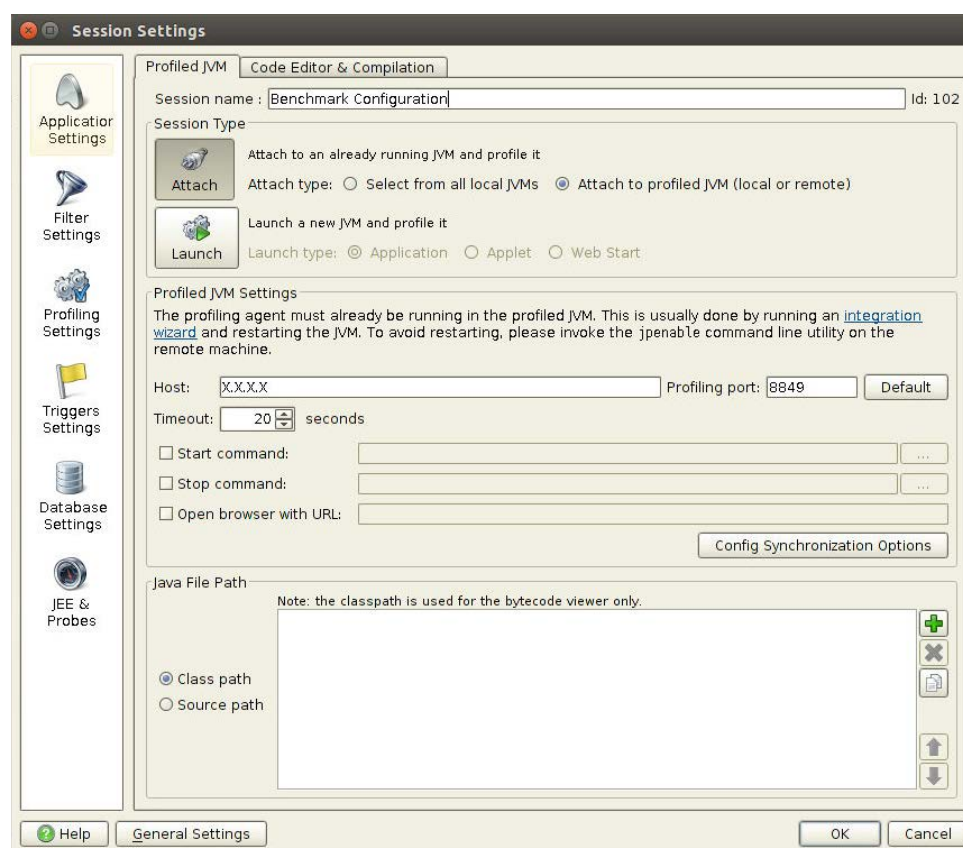 Session Settings
Profiled JVM
Code Editor & Compilation
Session name : Benchmark Configuration
Id: 102
Application
Settings
Filter
Settings
Profiling
Settings
Triggers
Settings
Database
Settings
JEE &
Probes
Session Type
Attach
Attach to an already running JVM and profile it
Attach type: Select from all local JVMs Attach to profiled JVM (local or remote)
Launch
Launch a new JVM and profile it
Launch type: Application Applet Web Start
Profiled JVM Settings
The profiling agent must already be running in the profiled JVM. This is usually done by running an integration
wizard and restarting the JVM. To avoid restarting, please invoke the jpenable command line utility on the
remote machine.
Host: X.X.X.X Profiling port: 8849 Default
Timeout: 20 seconds
Start command: ...
Stop command: ...
Open browser with URL:
Config Synchronization Options
Java File Path
Note: the classpath is used for the bytecode viewer only.
Class path
Source path
Help
General Settings
OK
Cancel